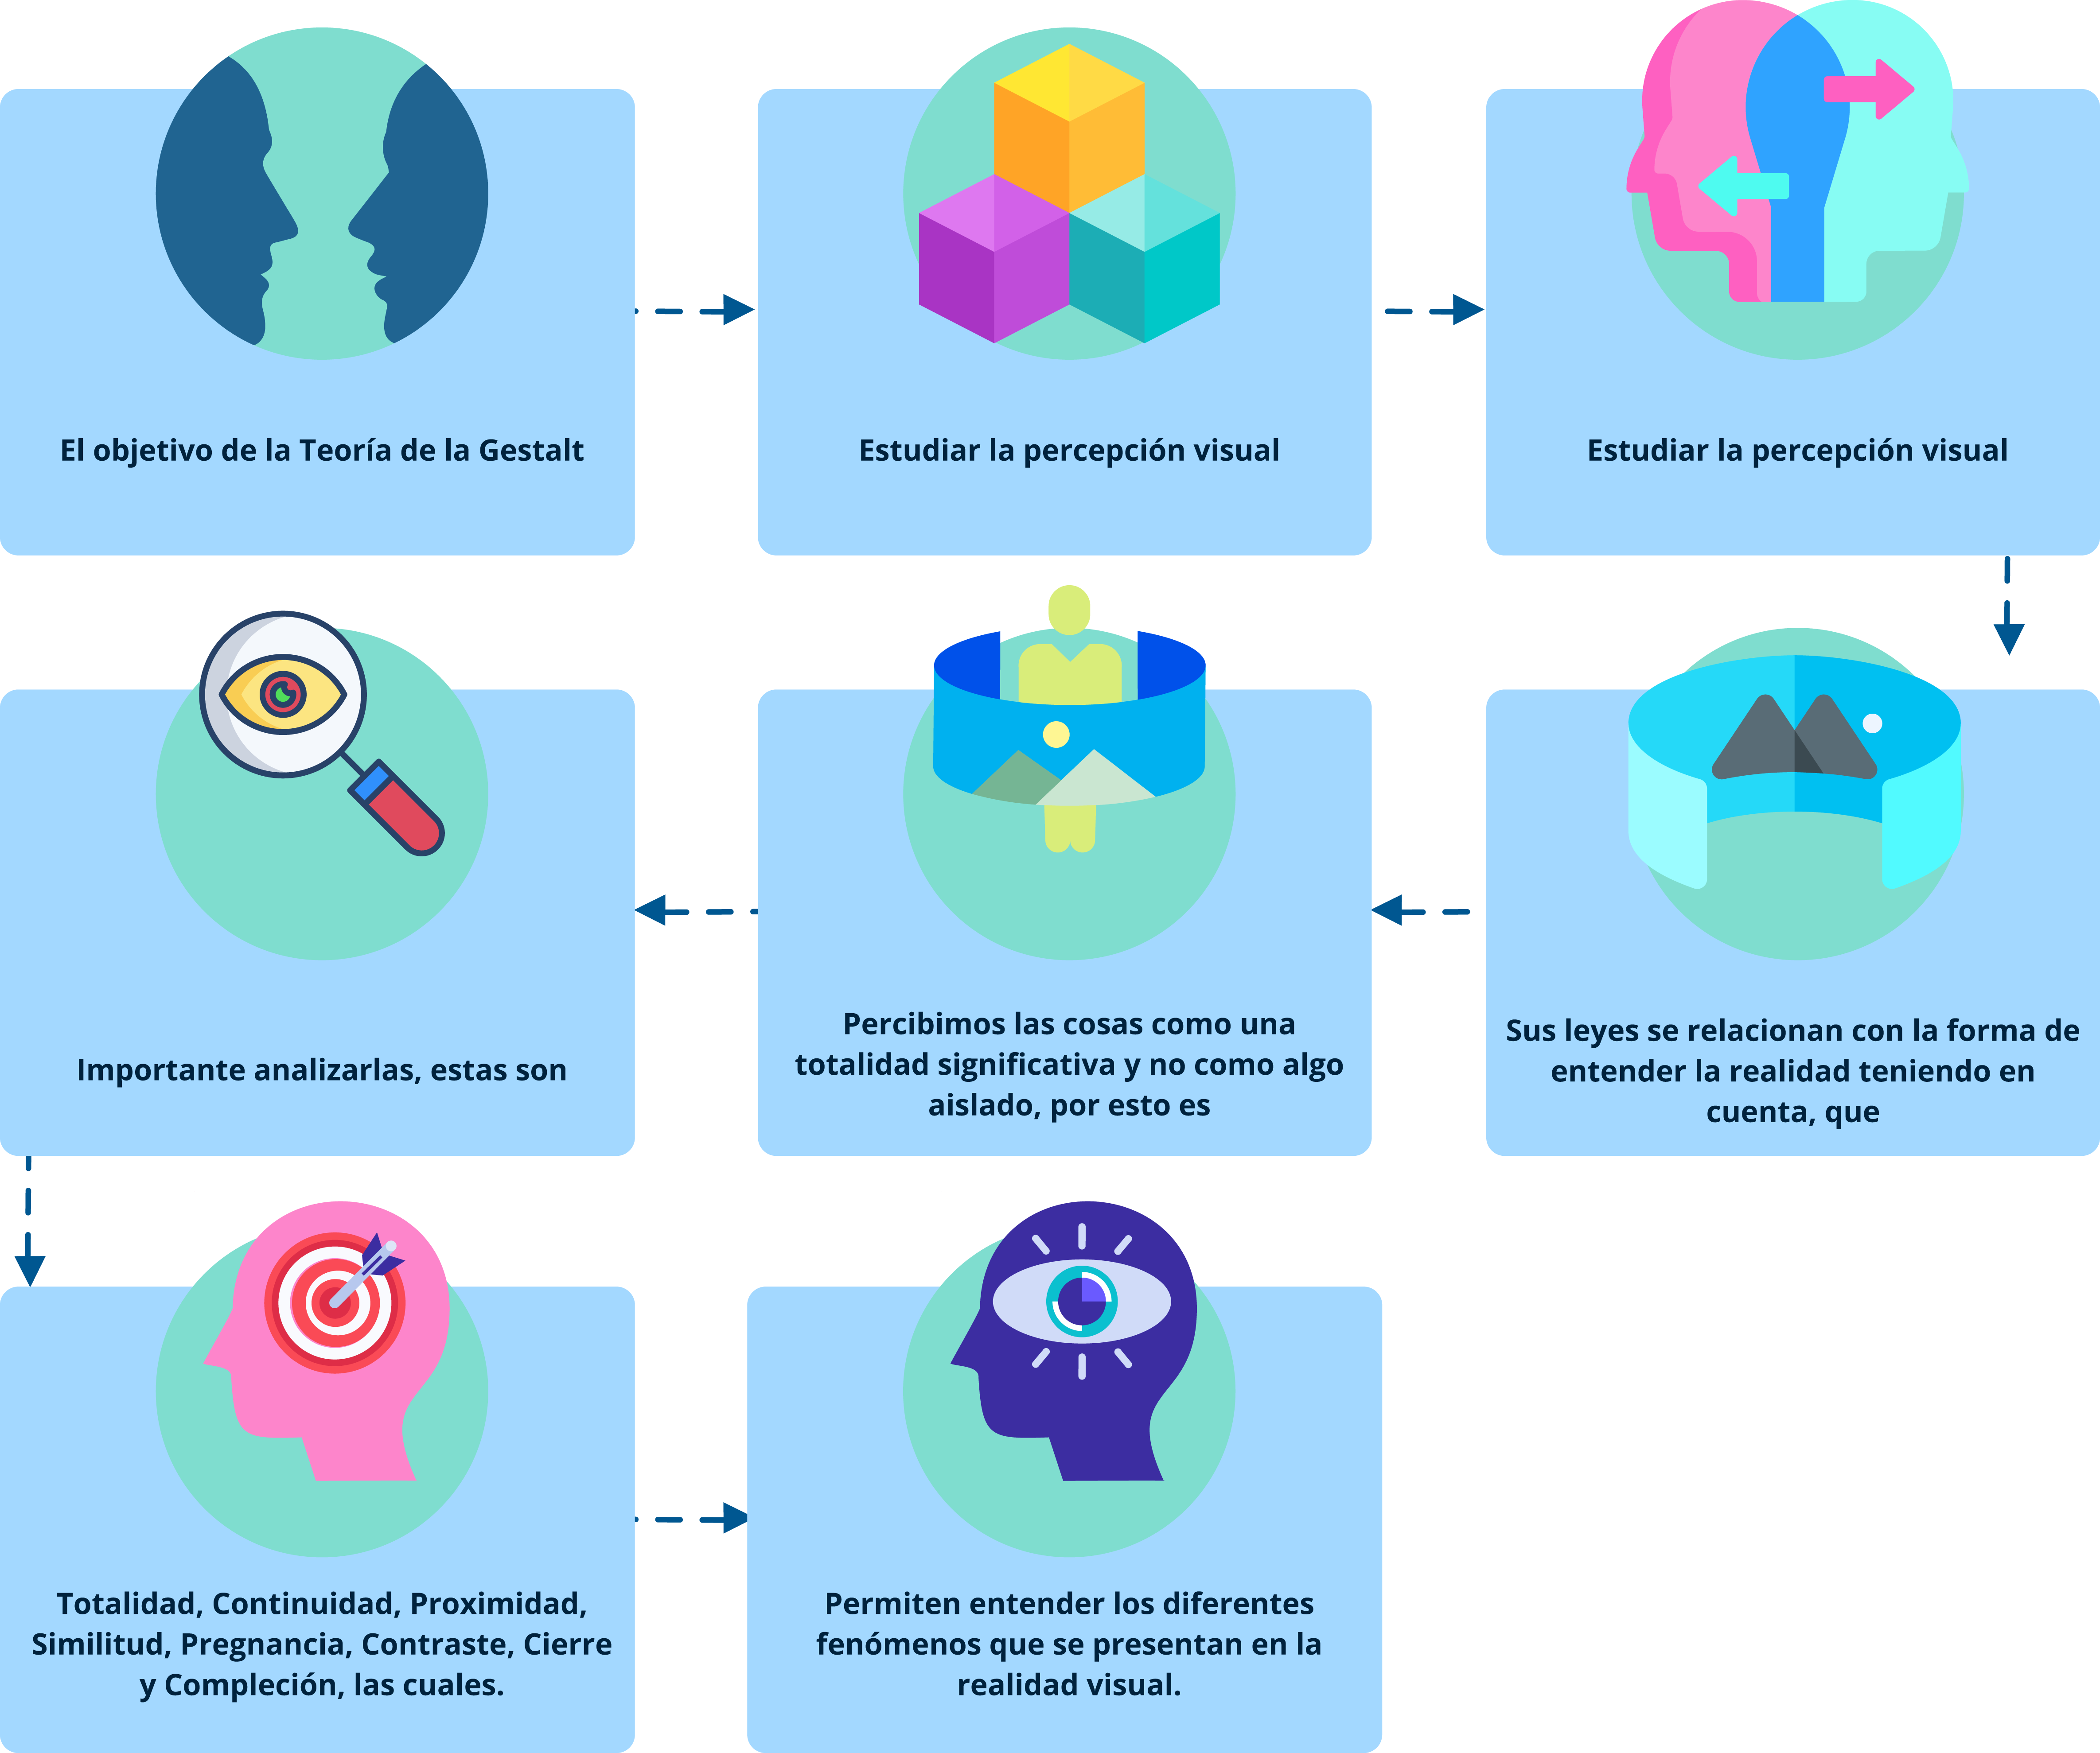 El objetivo de la Teoría de la Gestalt
Estudiar la percepción visual
Estudiar la percepción visual
Sus leyes se relacionan con la forma de
entender la realidad teniendo en
cuenta, que
Percibimos las cosas como una
totalidad significativa y no como algo
aislado, por esto es
Importante analizarlas, estas son
Totalidad, Continuidad, Proximidad,
Similitud, Pregnancia, Contraste, Cierre
y Compleción, las cuales.
Permiten entender los diferentes
fenómenos que se presentan en la
realidad visual.